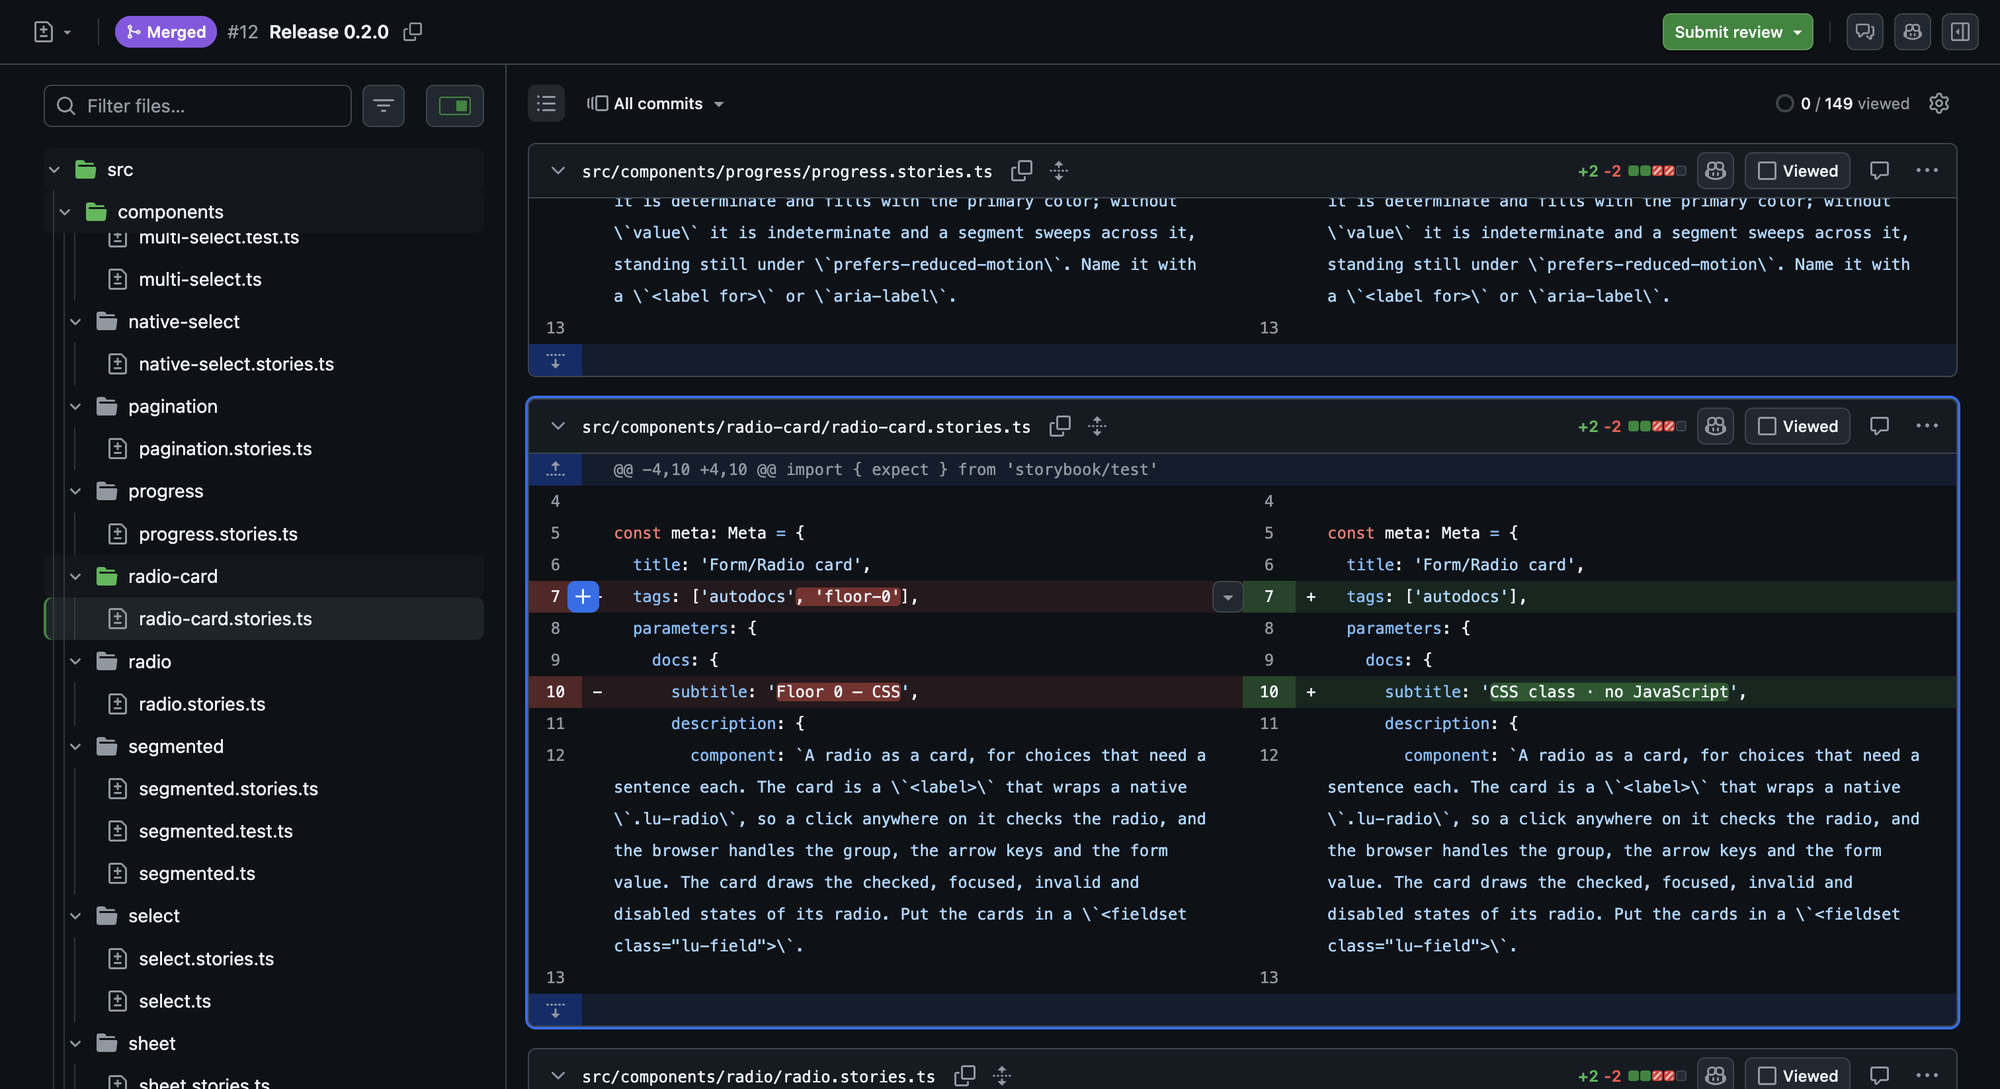 Merged #12 Release 0.2.0
Submit review
Filter files...
src
components
multi-select.test.ts
multi-select.ts
native-select
native-select.stories.ts
pagination
pagination.stories.ts
progress
progress.stories.ts
radio-card
radio-card.stories.ts
radio
radio.stories.ts
segmented
segmented.stories.ts
segmented.test.ts
segmented.ts
select
select.stories.ts
select.ts
sheet
sheet.stories.ts
All commits
0 / 149 viewed
src/components/progress/progress.stories.ts
+2 -2
Viewed
it is determinate and fills with the primary color; without
\`value\` it is indeterminate and a segment sweeps across it,
standing still under \`prefers-reduced-motion\`. Name it with
a \`<label for>\` or \`aria-label\`.
13
it is determinate and fills with the primary color; without
\`value\` it is indeterminate and a segment sweeps across it,
standing still under \`prefers-reduced-motion\`. Name it with
a \`<label for>\` or \`aria-label\`.
13
src/components/radio-card/radio-card.stories.ts
+2 -2
Viewed
@@ -4,10 +4,10 @@ import { expect } from 'storybook/test'
4
5 const meta: Meta = {
6 title: 'Form/Radio card',
7 + - tags: ['autodocs', 'floor-0'],
8 parameters: {
9 docs: {
10 - subtitle: 'Floor 0 — CSS',
11 description: {
12 component: `A radio as a card, for choices that need a
sentence each. The card is a \`<label>\` that wraps a native
\`.lu-radio\`, so a click anywhere on it checks the radio, and
the browser handles the group, the arrow keys and the form
value. The card draws the checked, focused, invalid and
disabled states of its radio. Put the cards in a \`<fieldset
class="lu-field">\`.
13
4
5 const meta: Meta = {
6 title: 'Form/Radio card',
7 + tags: ['autodocs'],
8 parameters: {
9 docs: {
10 + subtitle: 'CSS class · no JavaScript',
11 description: {
12 component: `A radio as a card, for choices that need a
sentence each. The card is a \`<label>\` that wraps a native
\`.lu-radio\`, so a click anywhere on it checks the radio, and
the browser handles the group, the arrow keys and the form
value. The card draws the checked, focused, invalid and
disabled states of its radio. Put the cards in a \`<fieldset
class="lu-field">\`.
13
src/components/radio/radio.stories.ts
+2 -2
Viewed